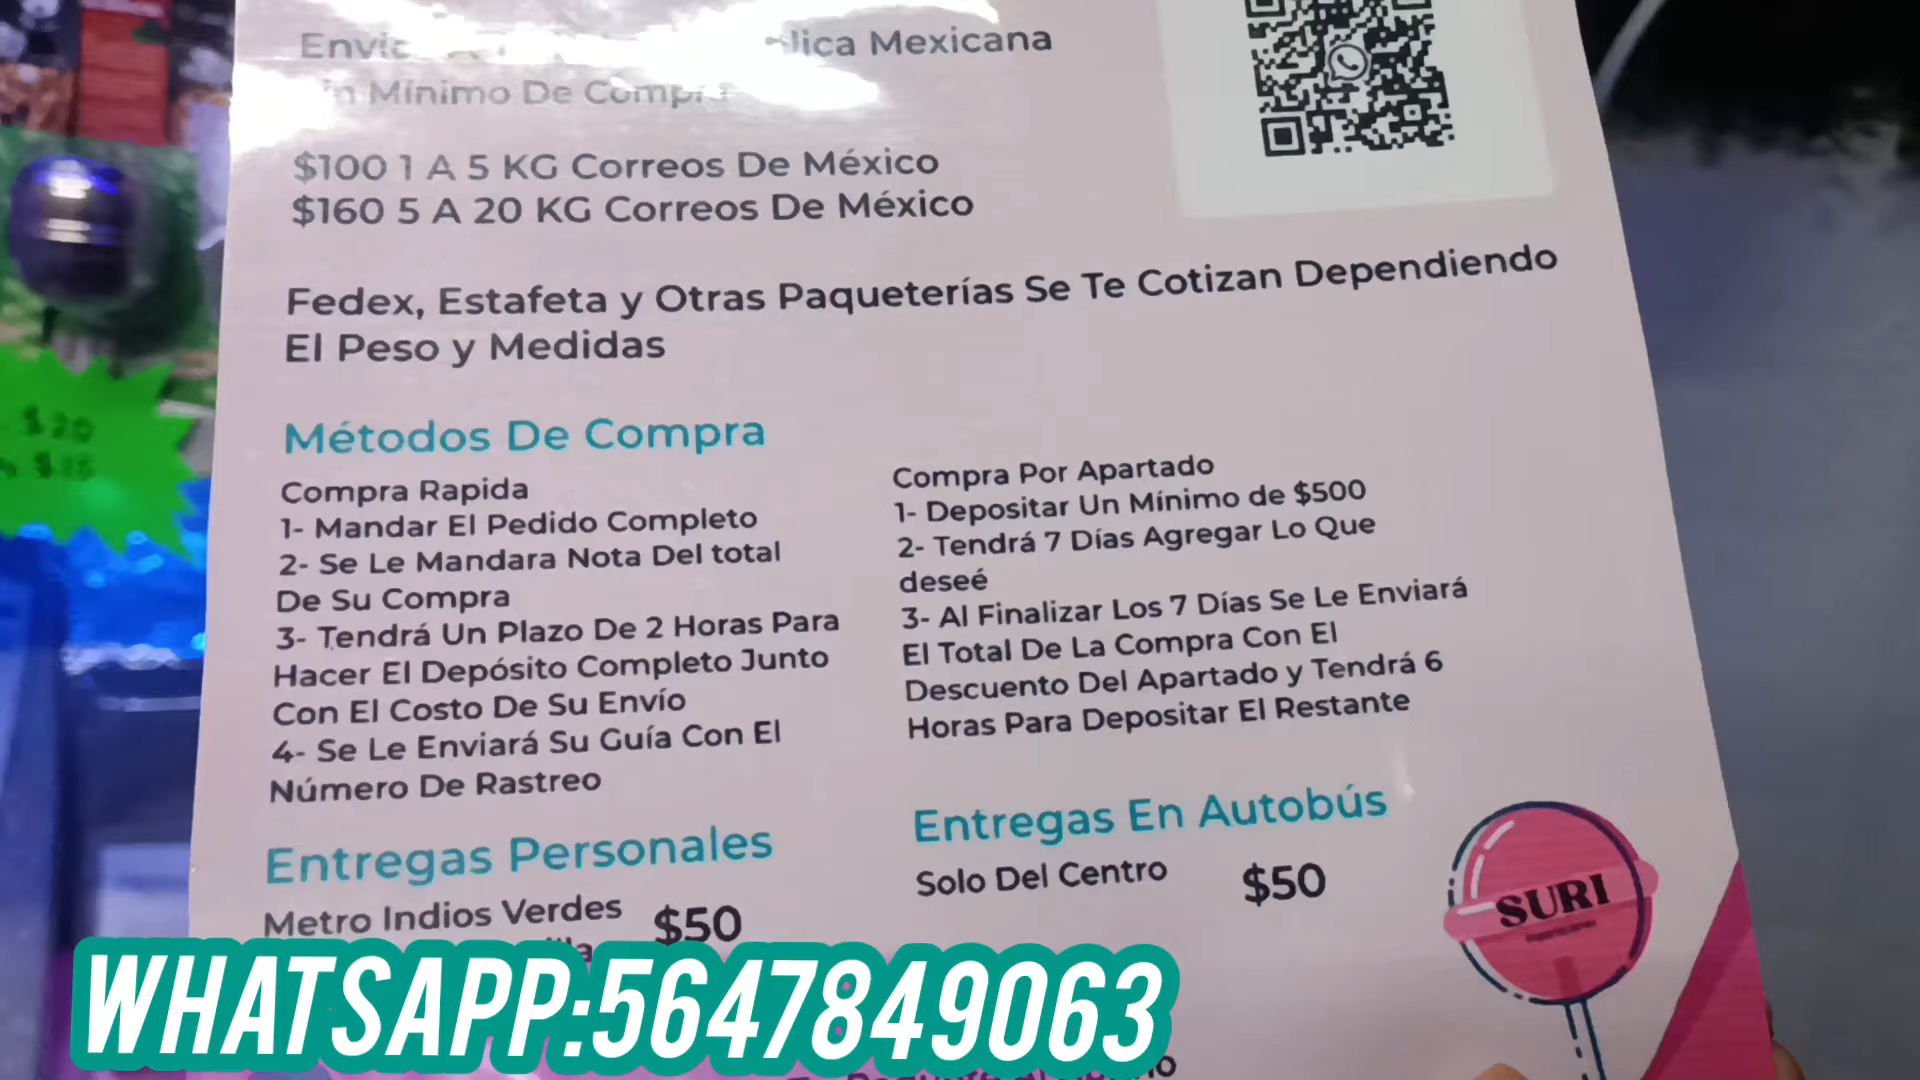 lica Mexicana
Mínimo De Compra
$100 1 A 5 KG Correos De México
$160 5 A 20 KG Correos De México
Fedex, Estafeta y Otras Paqueterías Se Te Cotizan Dependiendo
El Peso y Medidas
Métodos De Compra
Compra Rapida
1- Mandar El Pedido Completo
2- Se Le Mandara Nota Del total
De Su Compra
3- Tendrá Un Plazo De 2 Horas Para
Hacer El Depósito Completo Junto
Con El Costo De Su Envío
4- Se Le Enviará Su Guía Con El
Número De Rastreo
Compra Por Apartado
1- Depositar Un Mínimo de $500
2- Tendrá 7 Días Agregar Lo Que
deseé
3- Al Finalizar Los 7 Días Se Le Enviará
El Total De La Compra Con El
Descuento Del Apartado y Tendrá 6
Horas Para Depositar El Restante
Entregas Personales
Metro Indios Verdes $50
Entregas En Autobús
Solo Del Centro $50
SURI
WHATSAPP:5647849063